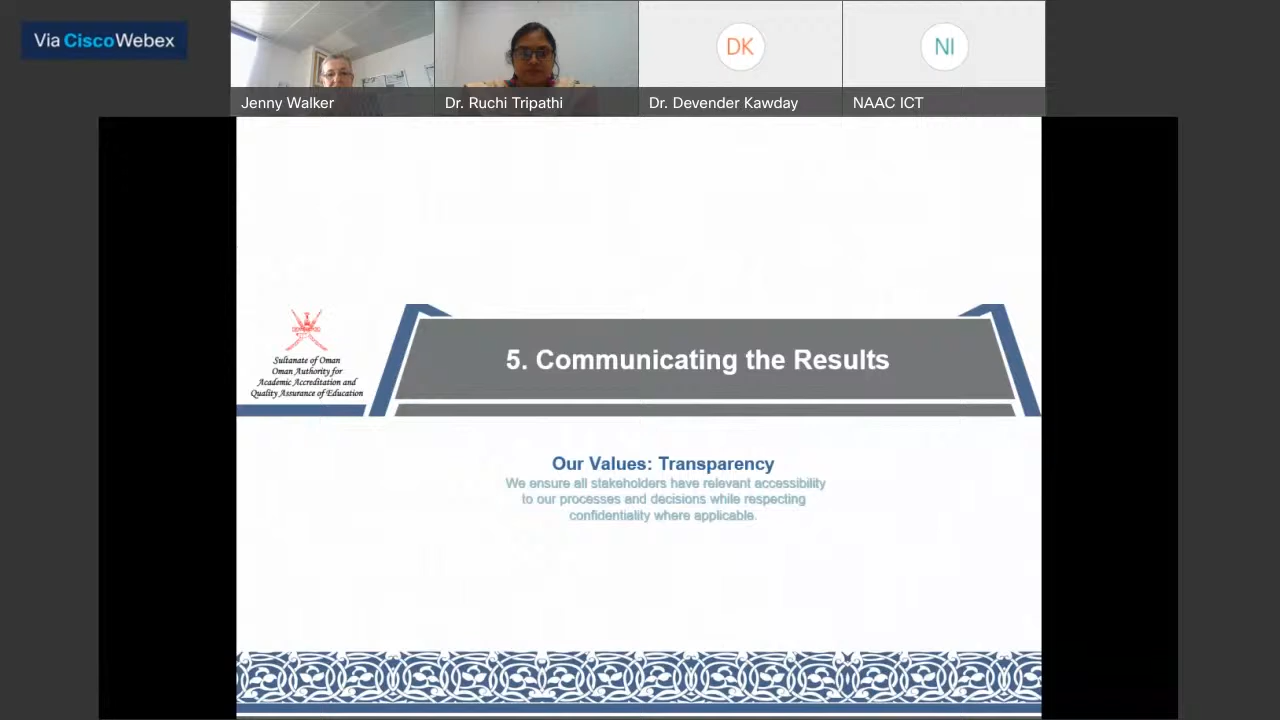 Via Cisco Webex
Jenny Walker
Dr. Ruchi Tripathi
DK
Dr. Devender Kawday
NI
NAAC ICT
Sultanate of Oman
Oman Authority for
Academic Accreditation and
Quality Assurance of Education
5. Communicating the Results
Our Values: Transparency
We ensure all stakeholders have relevant accessibility
to our processes and decisions while respecting
confidentiality where applicable.